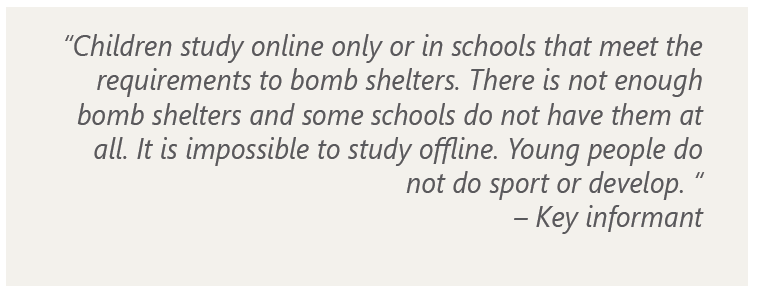 “Children study online only or in schools that meet the
requirements to bomb shelters. There is not enough
bomb shelters and some schools do not have them at
all. It is impossible to study offline. Young people do
not do sport or develop. “
– Key informant